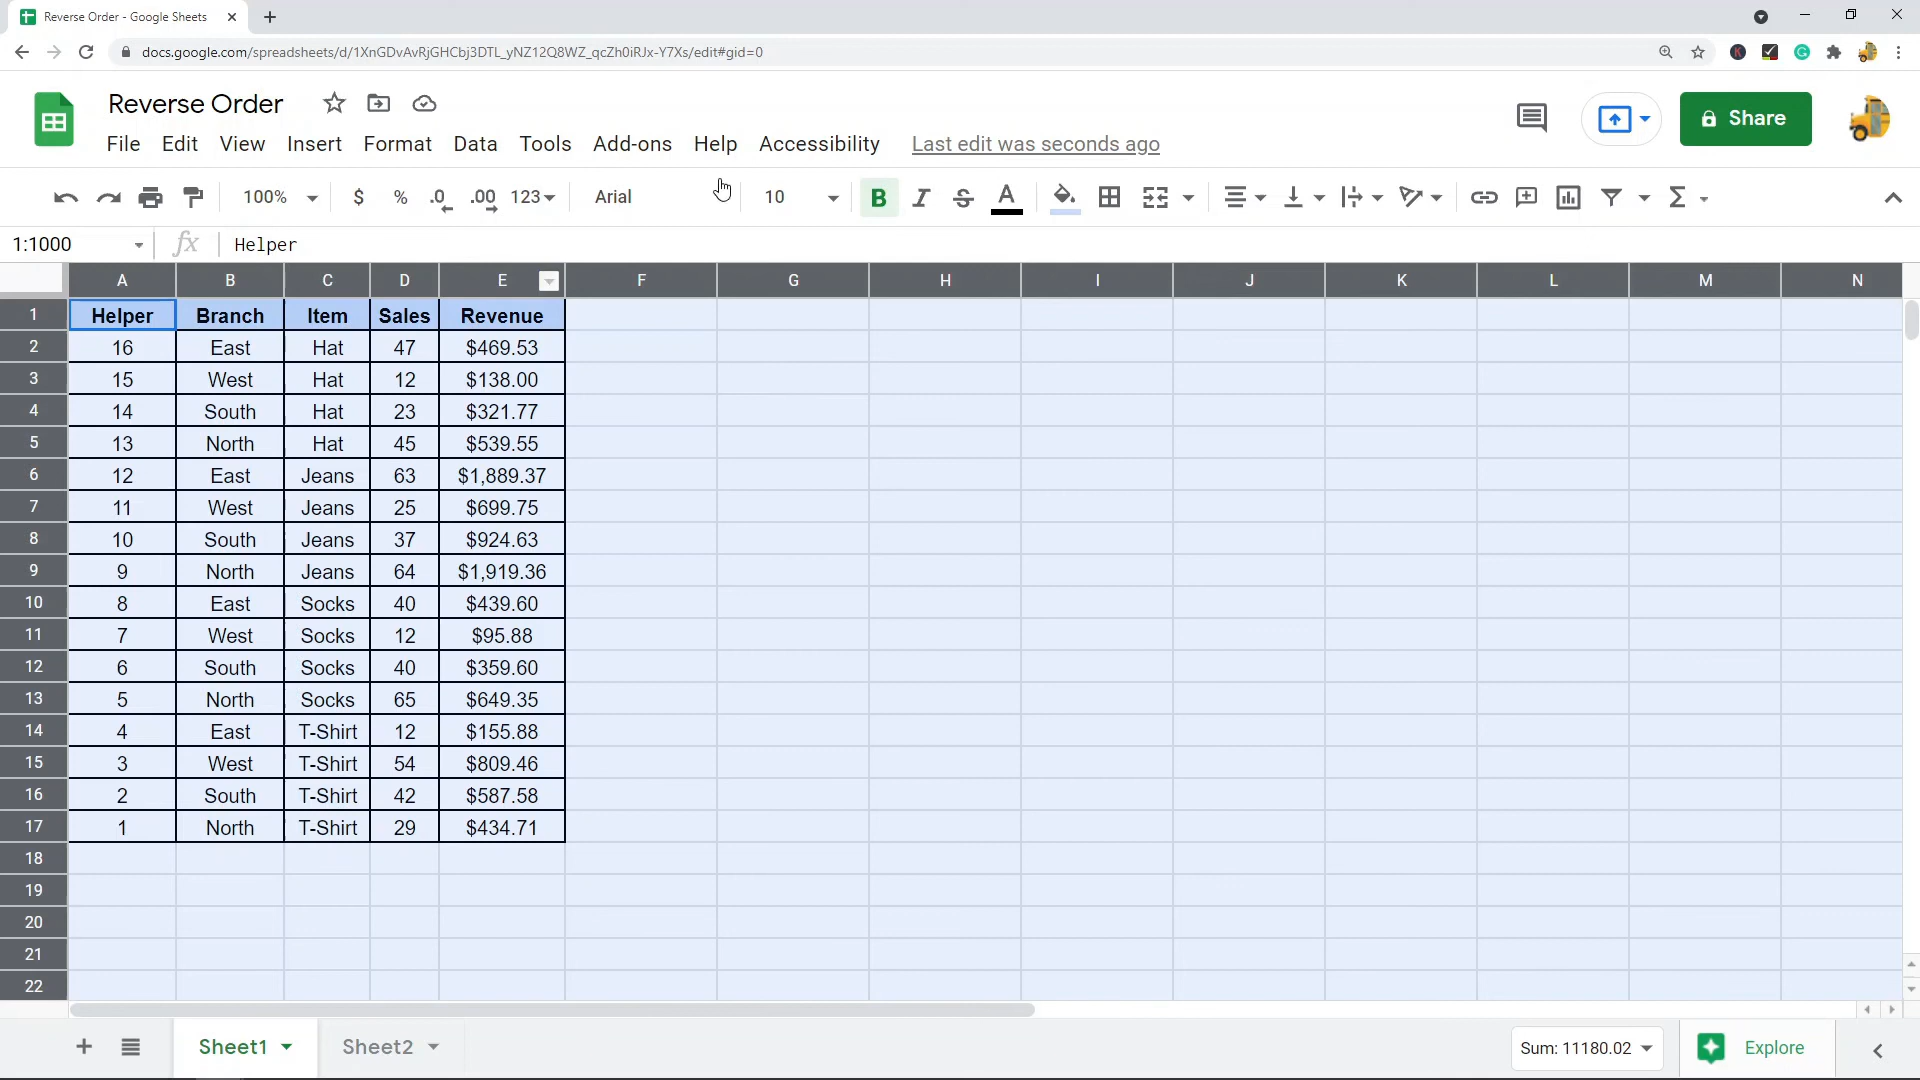 Reverse Order - Google Sheets
docs.google.com/spreadsheets/d/1XnGDvAvRjGHCbj3DTL_yNZ12Q8WZ_qcZh0iRJx-Y7Xs/edit#gid=0
Reverse Order
Share
File Edit View Insert Format Data Tools Add-ons Help Accessibility Last edit was seconds ago
100% $ % .0 .00 123 Arial 10 B I S A Σ
1:1000 fx Helper
A B C D E F G H I J K L M N
1 Helper Branch Item Sales Revenue
2 16 East Hat 47 $469.53
3 15 West Hat 12 $138.00
4 14 South Hat 23 $321.77
5 13 North Hat 45 $539.55
6 12 East Jeans 63 $1,889.37
7 11 West Jeans 25 $699.75
8 10 South Jeans 37 $924.63
9 9 North Jeans 64 $1,919.36
10 8 East Socks 40 $439.60
11 7 West Socks 12 $95.88
12 6 South Socks 40 $359.60
13 5 North Socks 65 $649.35
14 4 East T-Shirt 12 $155.88
15 3 West T-Shirt 54 $809.46
16 2 South T-Shirt 42 $587.58
17 1 North T-Shirt 29 $434.71
18
19
20
21
22
Sheet1 Sheet2 Sum: 11180.02 Explore